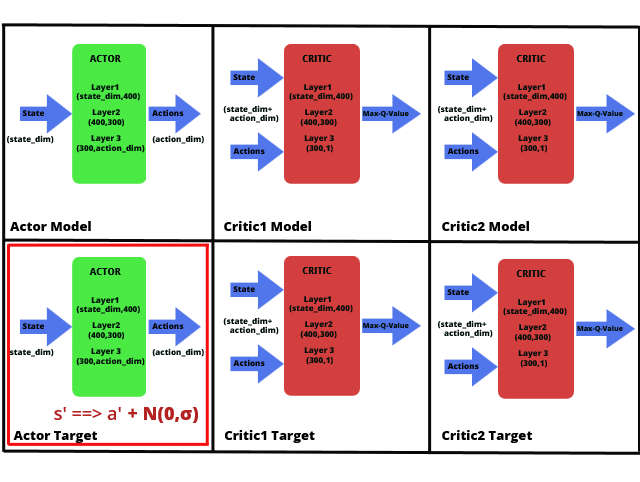 ACTOR
Layer1
(state_dim,400)
Layer2
(400,300)
Layer 3
(300,action_dim)
State
(state_dim)
Actions
(action_dim)
Actor Model
CRITIC
Layer1
(state_dim,400)
Layer2
(400,300)
Layer 3
(300,1)
State
(state_dim+
action_dim)
Actions
Max-Q-Value
Critic1 Model
CRITIC
Layer1
(state_dim,400)
Layer2
(400,300)
Layer 3
(300,1)
State
(state_dim+
action_dim)
Actions
Max-Q-Value
Critic2 Model
ACTOR
Layer1
(state_dim,400)
Layer2
(400,300)
Layer 3
(300,action_dim)
State
state_dim)
Actions
(action_dim)
s' ==> a' + N(0,σ)
Actor Target
CRITIC
Layer1
(state_dim,400)
Layer2
(400,300)
Layer 3
(300,1)
State
(state_dim+
action_dim)
Actions
Max-Q-Value
Critic1 Target
CRITIC
Layer1
(state_dim,400)
Layer2
(400,300)
Layer 3
(300,1)
State
(state_dim+
action_dim)
Actions
Max-Q-Value
Critic2 Target